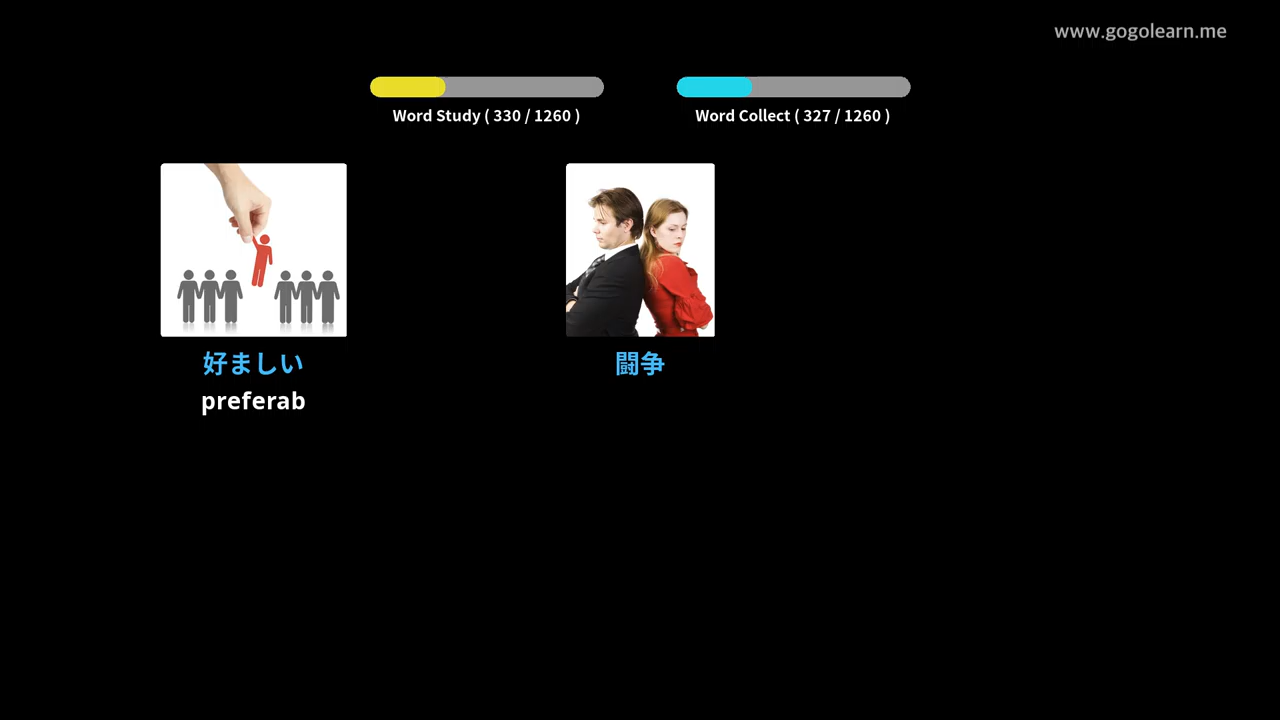 www.gogolearn.me
Word Study ( 330 / 1260 )
Word Collect ( 327 / 1260 )
好ましい
preferab
闘争